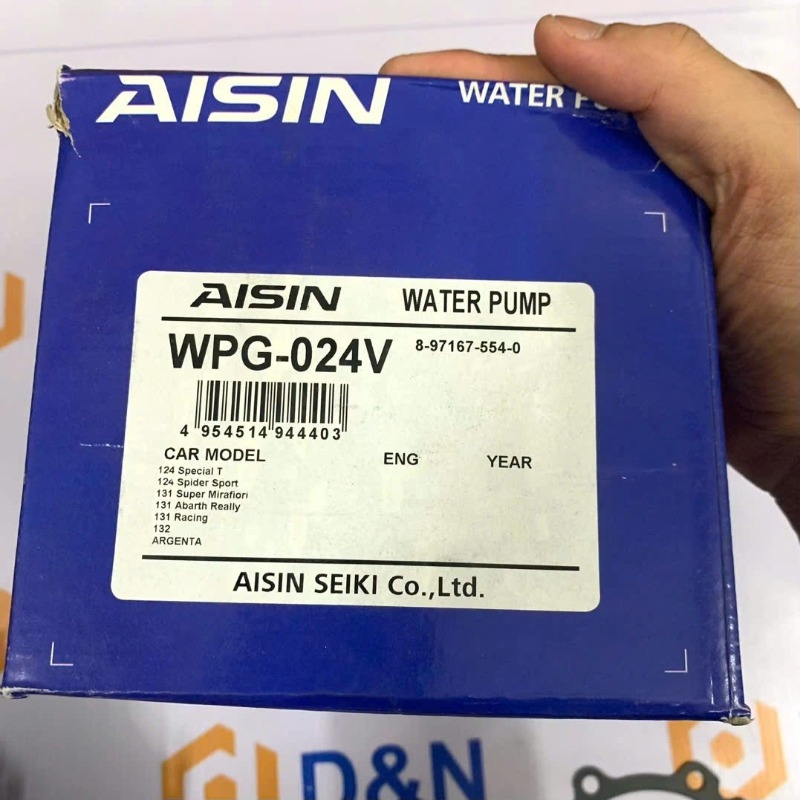 AISIN WATER
AISIN WATER PUMP
WPG-024V 8-97167-554-0
4 954514 944403
CAR MODEL ENG YEAR
124 Special T
124 Spider Sport
131 Super Mirafiori
131 Abarth Really
131 Racing
132
ARGENTA
AISIN SEIKI Co.,Ltd.
D&N